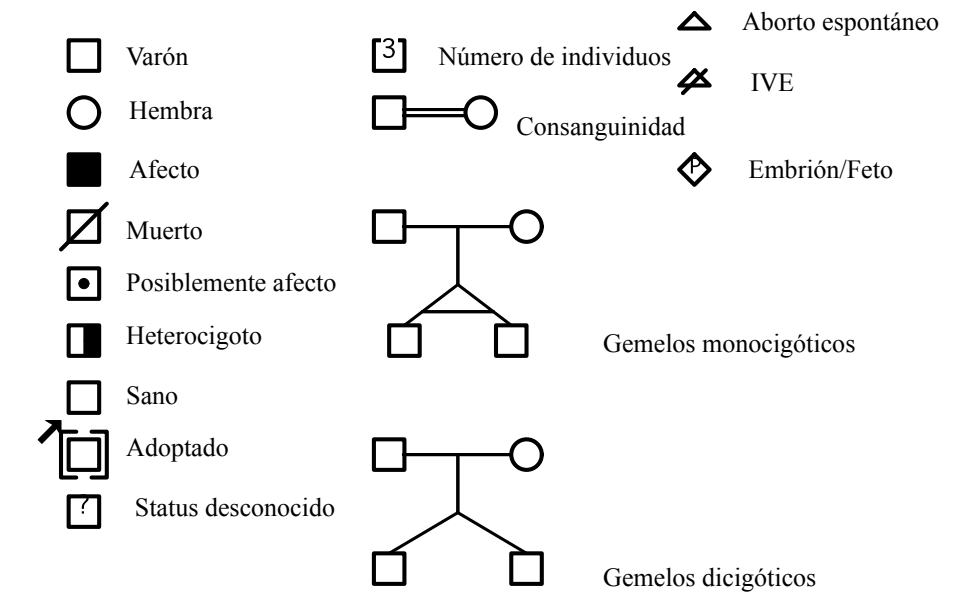 Varón
Hembra
Afecto
Muerto
Posiblemente afecto
Heterocigoto
Sano
Adoptado
?
Status desconocido
3
Número de individuos
Consanguinidad
Gemelos monocigóticos
Gemelos dicigóticos
Aborto espontáneo
IVE
P
Embrión/Feto